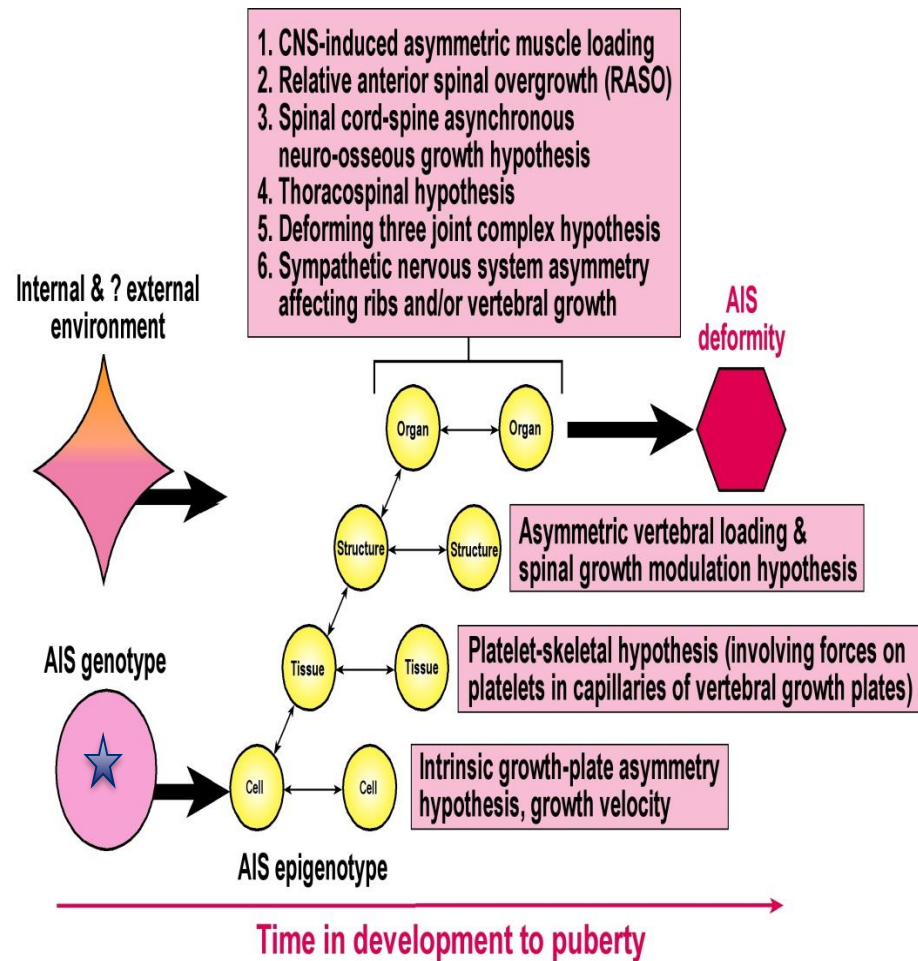 1. CNS-induced asymmetric muscle loading
2. Relative anterior spinal overgrowth (RASO)
3. Spinal cord-spine asynchronous
neuro-osseous growth hypothesis
4. Thoracospinal hypothesis
5. Deforming three joint complex hypothesis
6. Sympathetic nervous system asymmetry
affecting ribs and/or vertebral growth
Internal & ? external
environment
AIS
deformity
Organ
Organ
Structure
Structure
Asymmetric vertebral loading &
spinal growth modulation hypothesis
AIS genotype
Tissue
Tissue
Platelet-skeletal hypothesis (involving forces on
platelets in capillaries of vertebral growth plates)
Cell
Cell
Intrinsic growth-plate asymmetry
hypothesis, growth velocity
AIS epigenotype
Time in development to puberty